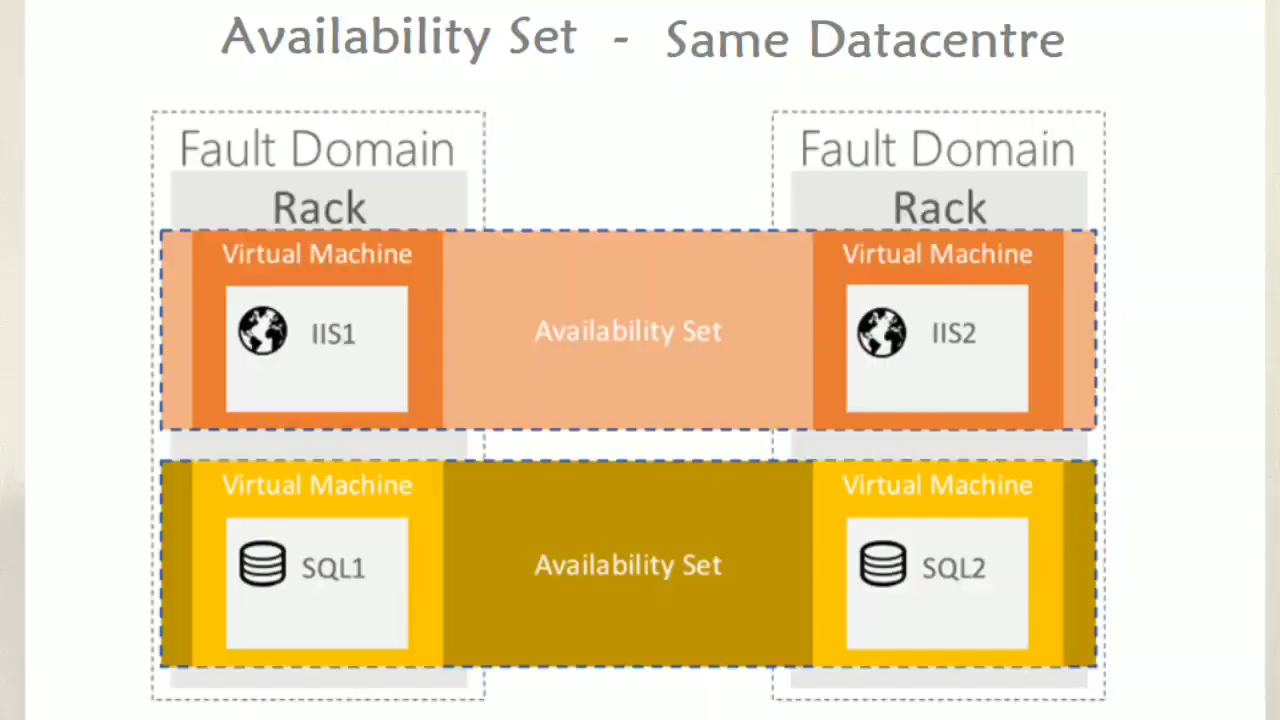 Availability Set - Same Datacentre
Fault Domain
Fault Domain
Rack
Rack
Virtual Machine
Virtual Machine
IIS1
Availability Set
IIS2
Virtual Machine
Virtual Machine
SQL1
Availability Set
SQL2